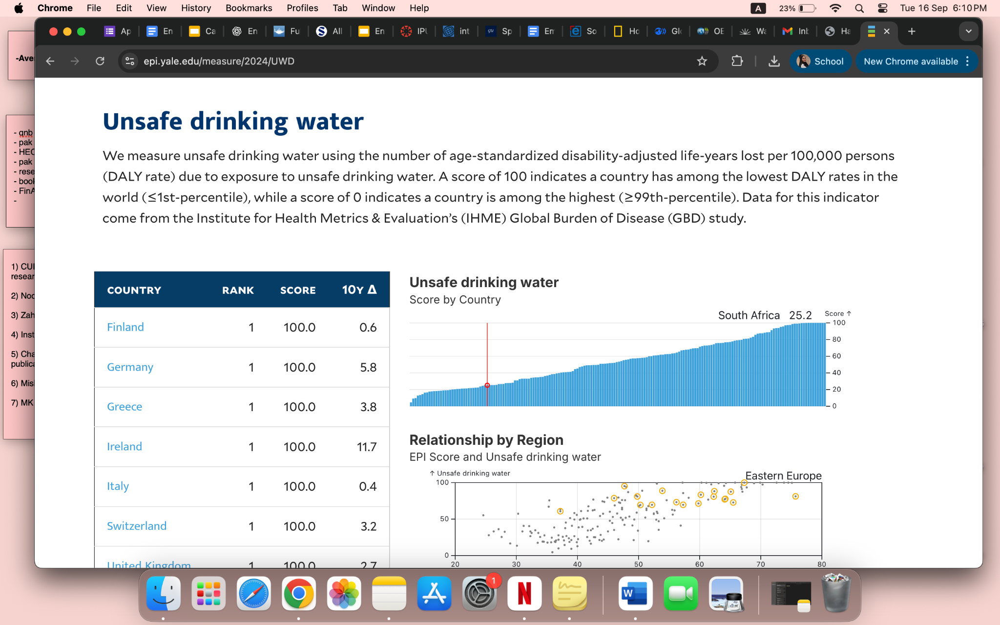 Chrome File Edit View History Bookmarks Profiles Tab Window Help A 23% Tue 16 Sep 6:10 PM
Ap En Ca En Fu All En IPU int gu Sp Em So Ho Gl OE Wa Int Ha
epi.yale.edu/measure/2024/UWD School New Chrome available
-Aver
- qnb
- pak
- HEC
- pak
- rese
- book
- FinA
-
1) CUI
resear
2) Noo
3) Zah
4) Inst
5) Cha
publica
6) Misl
7) MK
Unsafe drinking water
We measure unsafe drinking water using the number of age-standardized disability-adjusted life-years lost per 100,000 persons
(DALY rate) due to exposure to unsafe drinking water. A score of 100 indicates a country has among the lowest DALY rates in the
world (≤1st-percentile), while a score of 0 indicates a country is among the highest (≥99th-percentile). Data for this indicator
come from the Institute for Health Metrics & Evaluation's (IHME) Global Burden of Disease (GBD) study.
COUNTRY RANK SCORE 10Y Δ
Finland 1 100.0 0.6
Germany 1 100.0 5.8
Greece 1 100.0 3.8
Ireland 1 100.0 11.7
Italy 1 100.0 0.4
Switzerland 1 100.0 3.2
United Kingdom 1 100.0 2.7
Unsafe drinking water
Score by Country
South Africa 25.2 Score ↑
100
80
60
40
20
0
Relationship by Region
EPI Score and Unsafe drinking water
↑ Unsafe drinking water
Eastern Europe
100
50
0
20 30 40 50 60 70 80
1
N
W